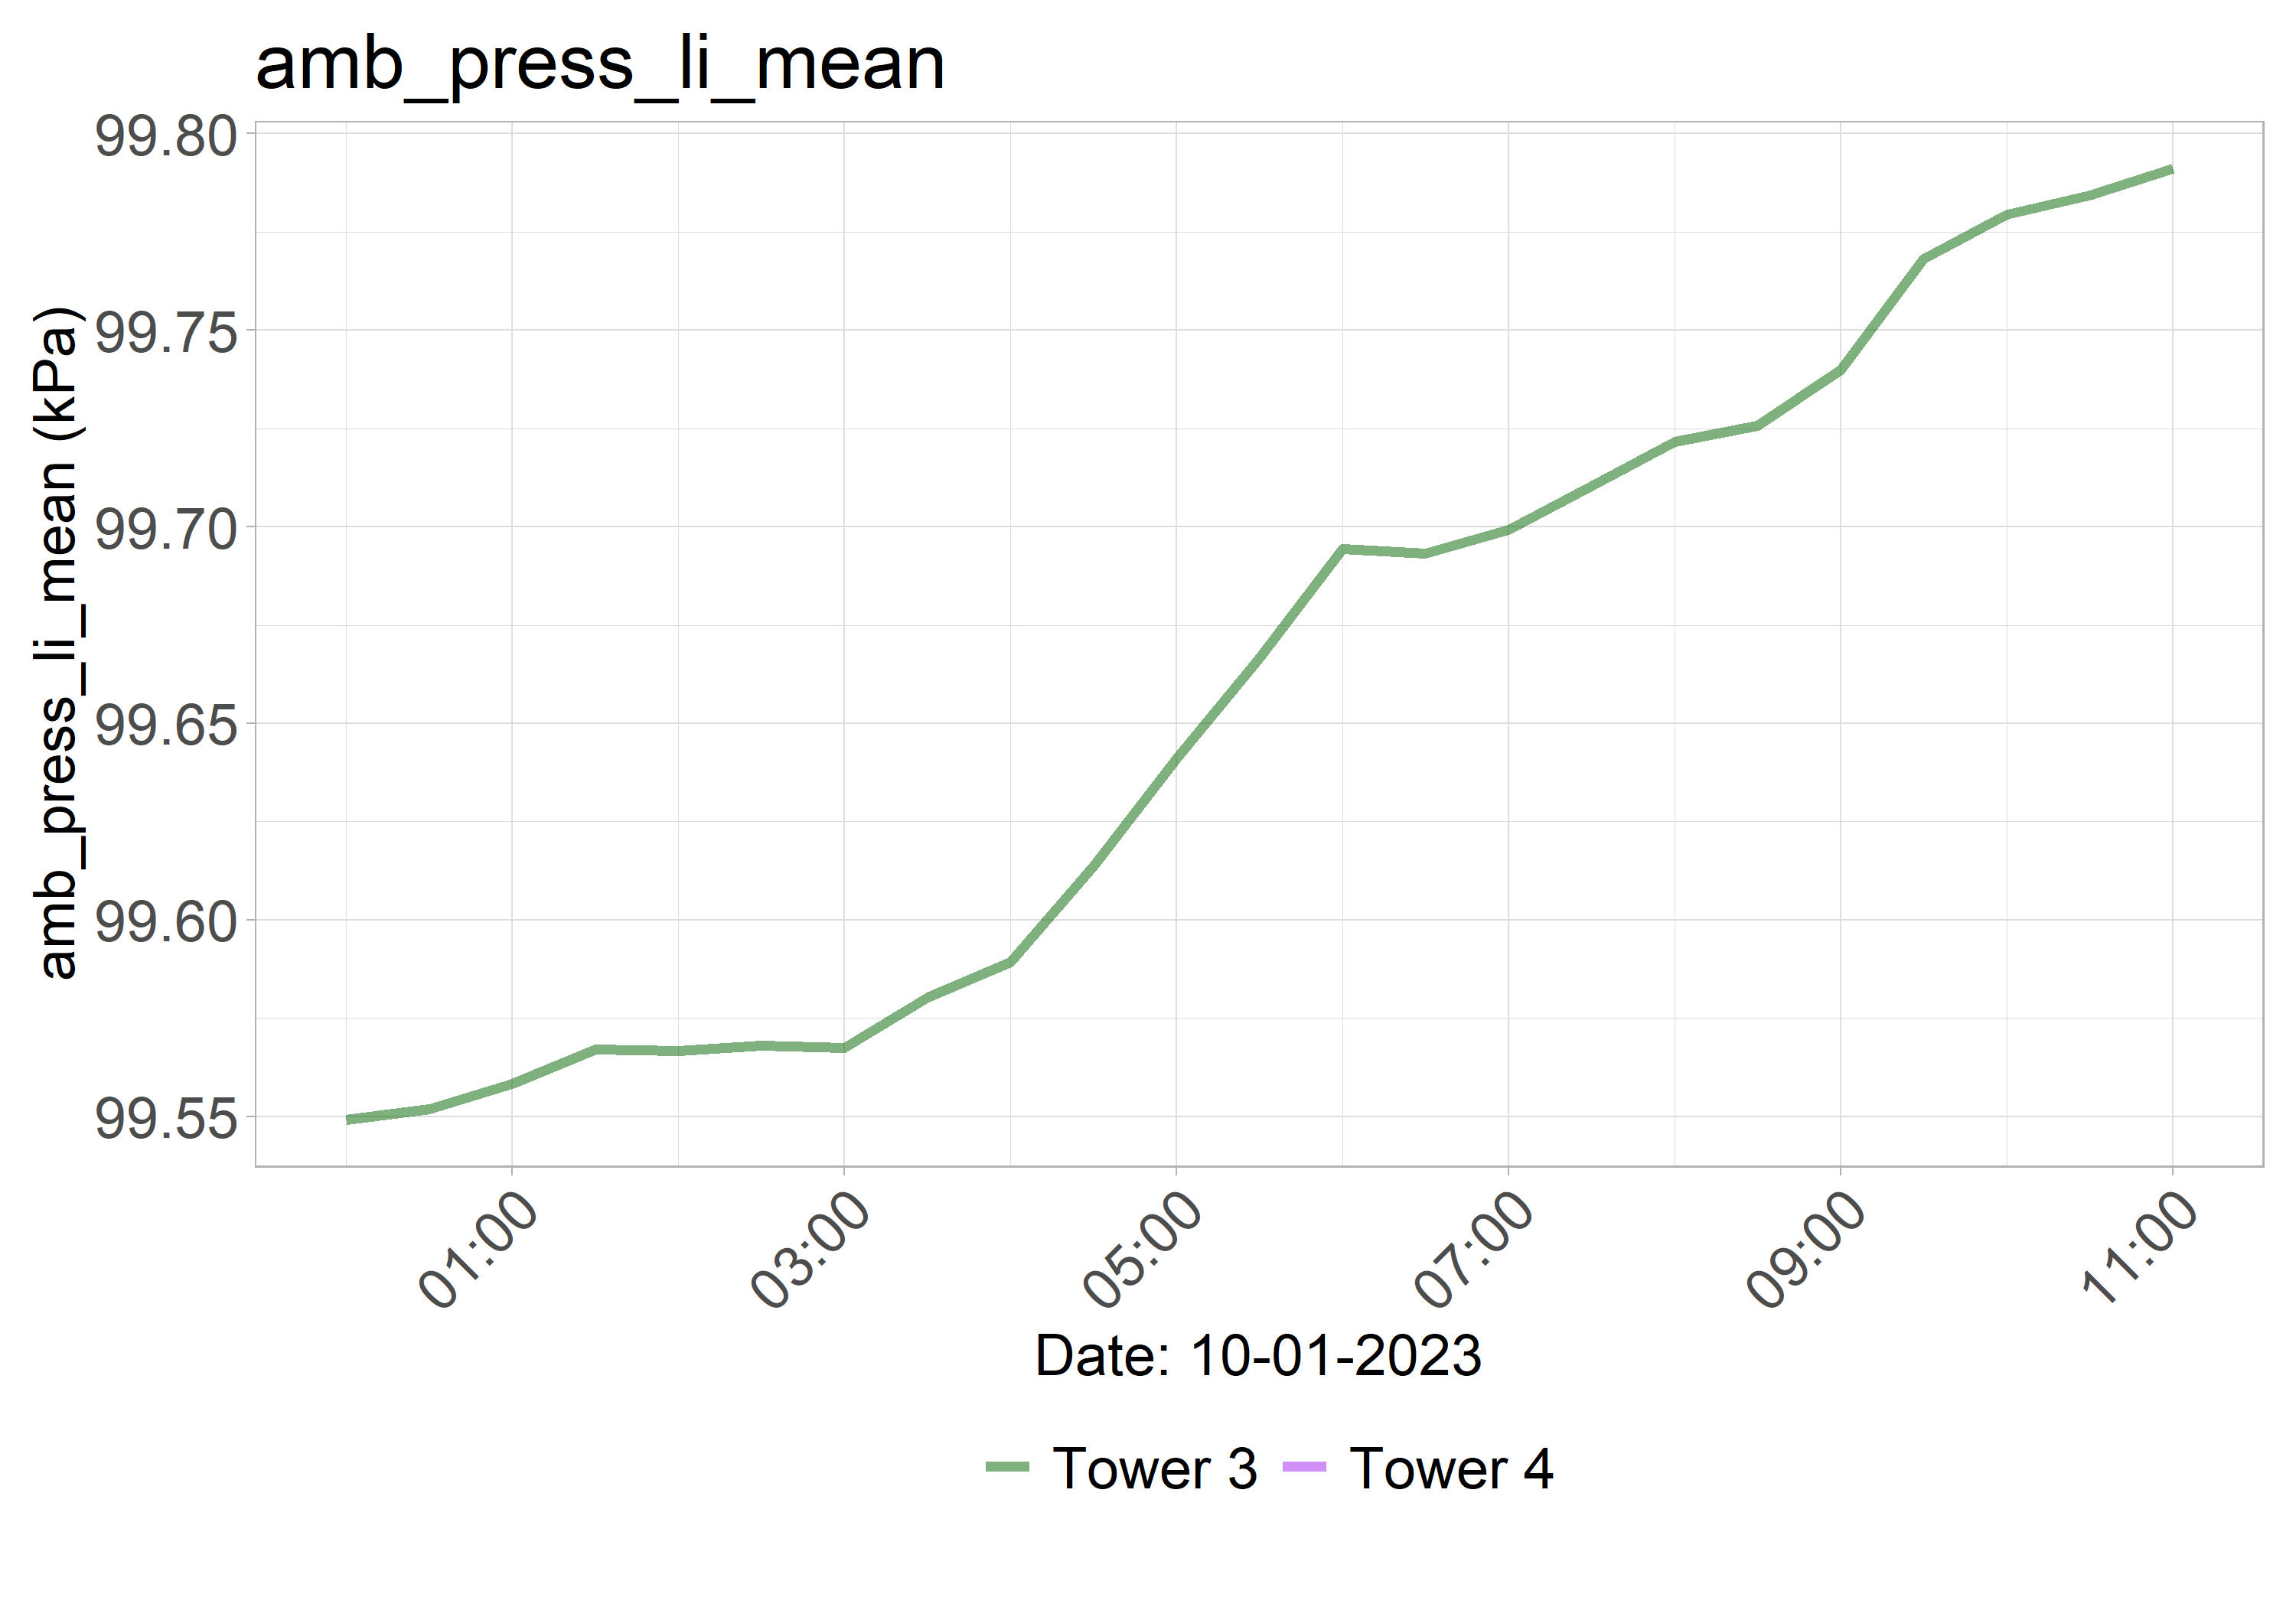 amb_press_li_mean
amb_press_li_mean (kPa)
99.80
99.75
99.70
99.65
99.60
99.55
01:00
03:00
05:00
07:00
09:00
11:00
Date: 10-01-2023
Tower 3
Tower 4